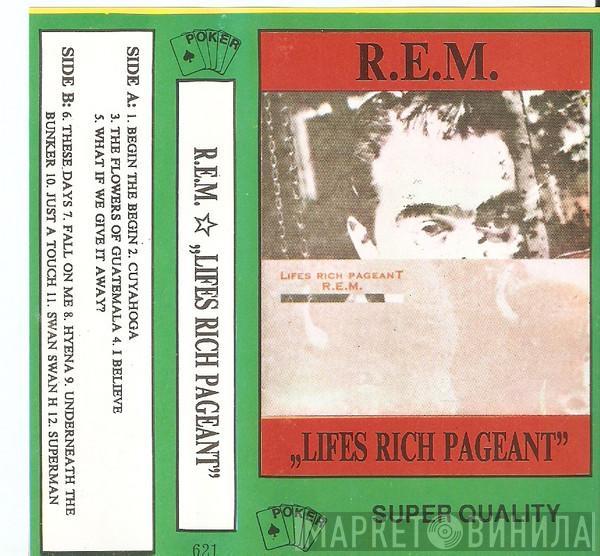 SIDE A: 1. BEGIN THE BEGIN 2. CUYAHOGA
3. THE FLOWERS OF GUATEMALA 4. I BELIEVE
5. WHAT IF WE GIVE IT AWAY?
SIDE B: 6. THESE DAYS 7. FALL ON ME 8. HYENA 9. UNDERNEATH THE
BUNKER 10. JUST A TOUCH 11. SWAN SWAN H 12. SUPERMAN
POKER
R.E.M. ☆ „LIFES RICH PAGEANT”
621
R.E.M.
LIFES RICH PAGEANT
R.E.M.
„LIFES RICH PAGEANT”
POKER
SUPER QUALITY
МАРКЕТ ВИНИЛА